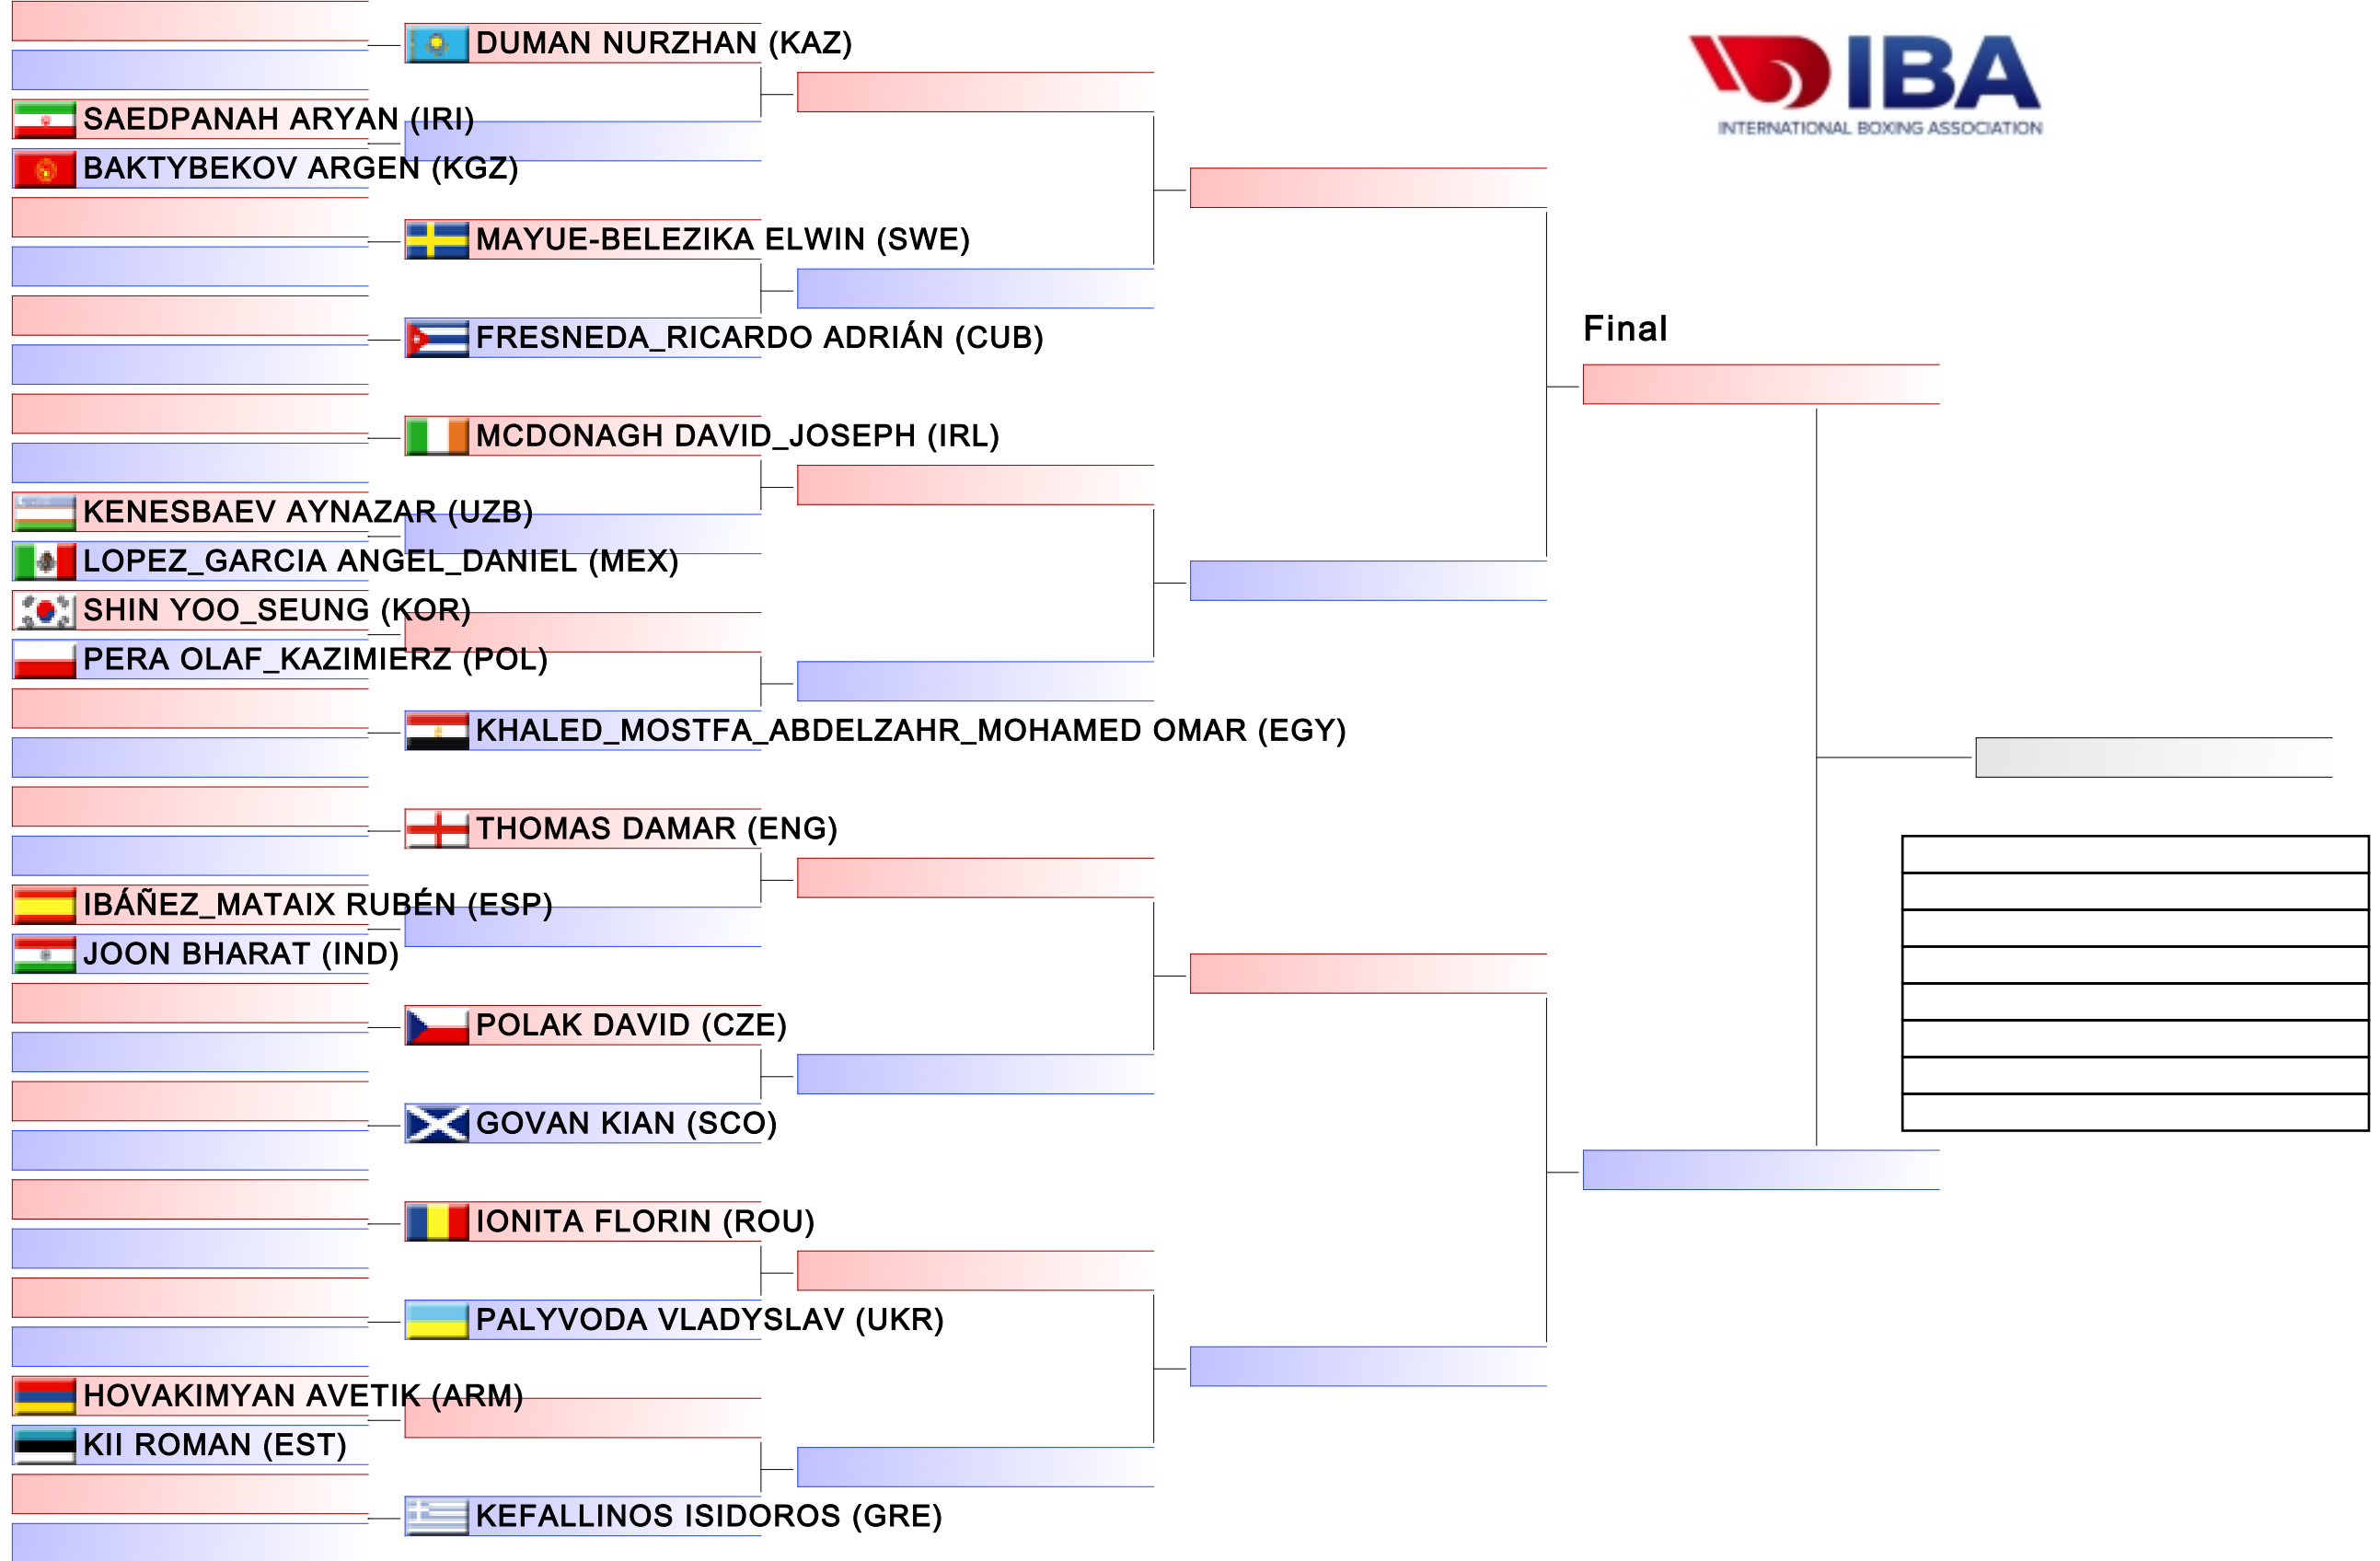 DUMAN NURZHAN (KAZ)
IBA
INTERNATIONAL BOXING ASSOCIATION
SAEDPANAH ARYAN (IRI)
BAKTYBEKOV ARGEN (KGZ)
MAYUE-BELEZIKA ELWIN (SWE)
FRESNEDA_RICARDO ADRIÁN (CUB)
Final
MCDONAGH DAVID_JOSEPH (IRL)
KENESBAEV AYNAZAR (UZB)
LOPEZ_GARCIA ANGEL_DANIEL (MEX)
SHIN YOO_SEUNG (KOR)
PERA OLAF_KAZIMIERZ (POL)
KHALED_MOSTFA_ABDELZAHR_MOHAMED OMAR (EGY)
THOMAS DAMAR (ENG)
IBÁÑEZ_MATAIX RUBÉN (ESP)
JOON BHARAT (IND)
POLAK DAVID (CZE)
GOVAN KIAN (SCO)
IONITA FLORIN (ROU)
PALYVODA VLADYSLAV (UKR)
HOVAKIMYAN AVETIK (ARM)
KII ROMAN (EST)
KEFALLINOS ISIDOROS (GRE)